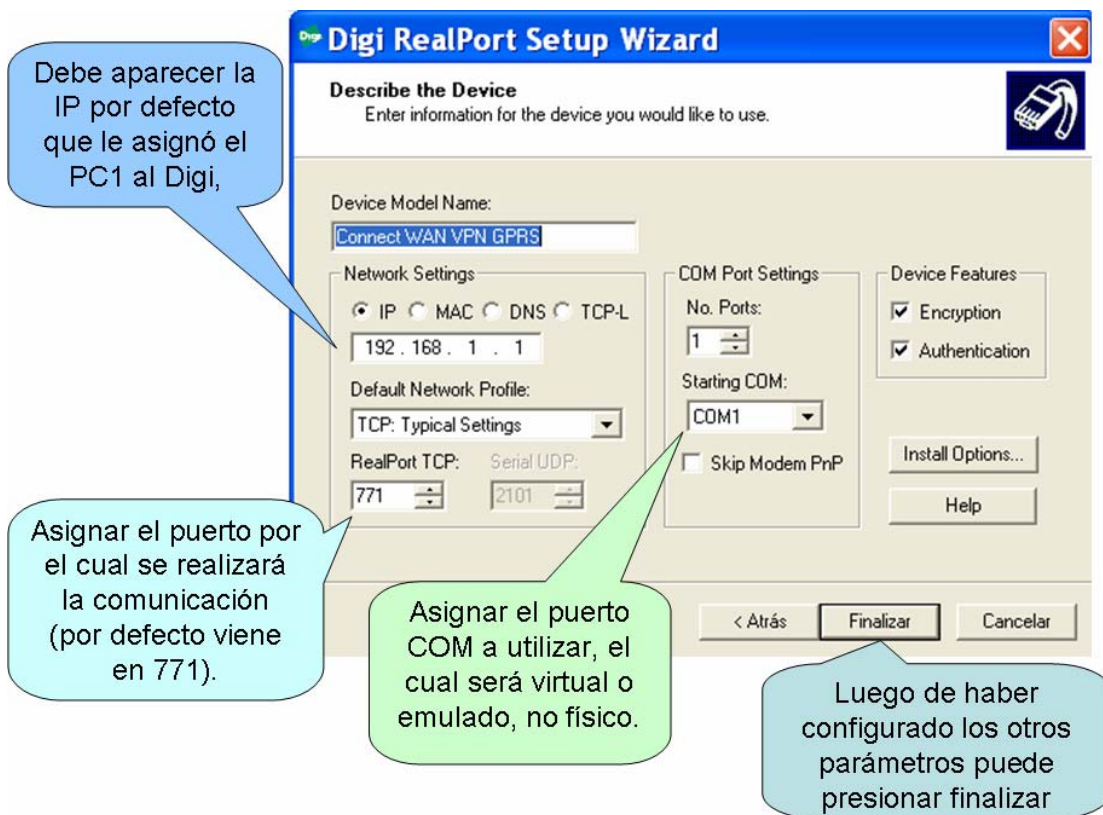 Digi RealPort Setup Wizard
Describe the Device
Enter information for the device you would like to use.
Debe aparecer la
IP por defecto
que le asignó el
PC1 al Digi,
Device Model Name:
Connect WAN VPN GPRS
Network Settings
IP MAC DNS TCP-L
192 . 168 . 1 . 1
Default Network Profile:
TCP: Typical Settings
RealPort TCP: Serial UDP:
771 2101
COM Port Settings
No. Ports:
1
Starting COM:
COM1
Skip Modem PnP
Device Features
Encryption
Authentication
Install Options...
Help
Asignar el puerto por
el cual se realizará
la comunicación
(por defecto viene
en 771).
Asignar el puerto
COM a utilizar, el
cual será virtual o
emulado, no físico.
< Atrás Finalizar Cancelar
Luego de haber
configurado los otros
parámetros puede
presionar finalizar